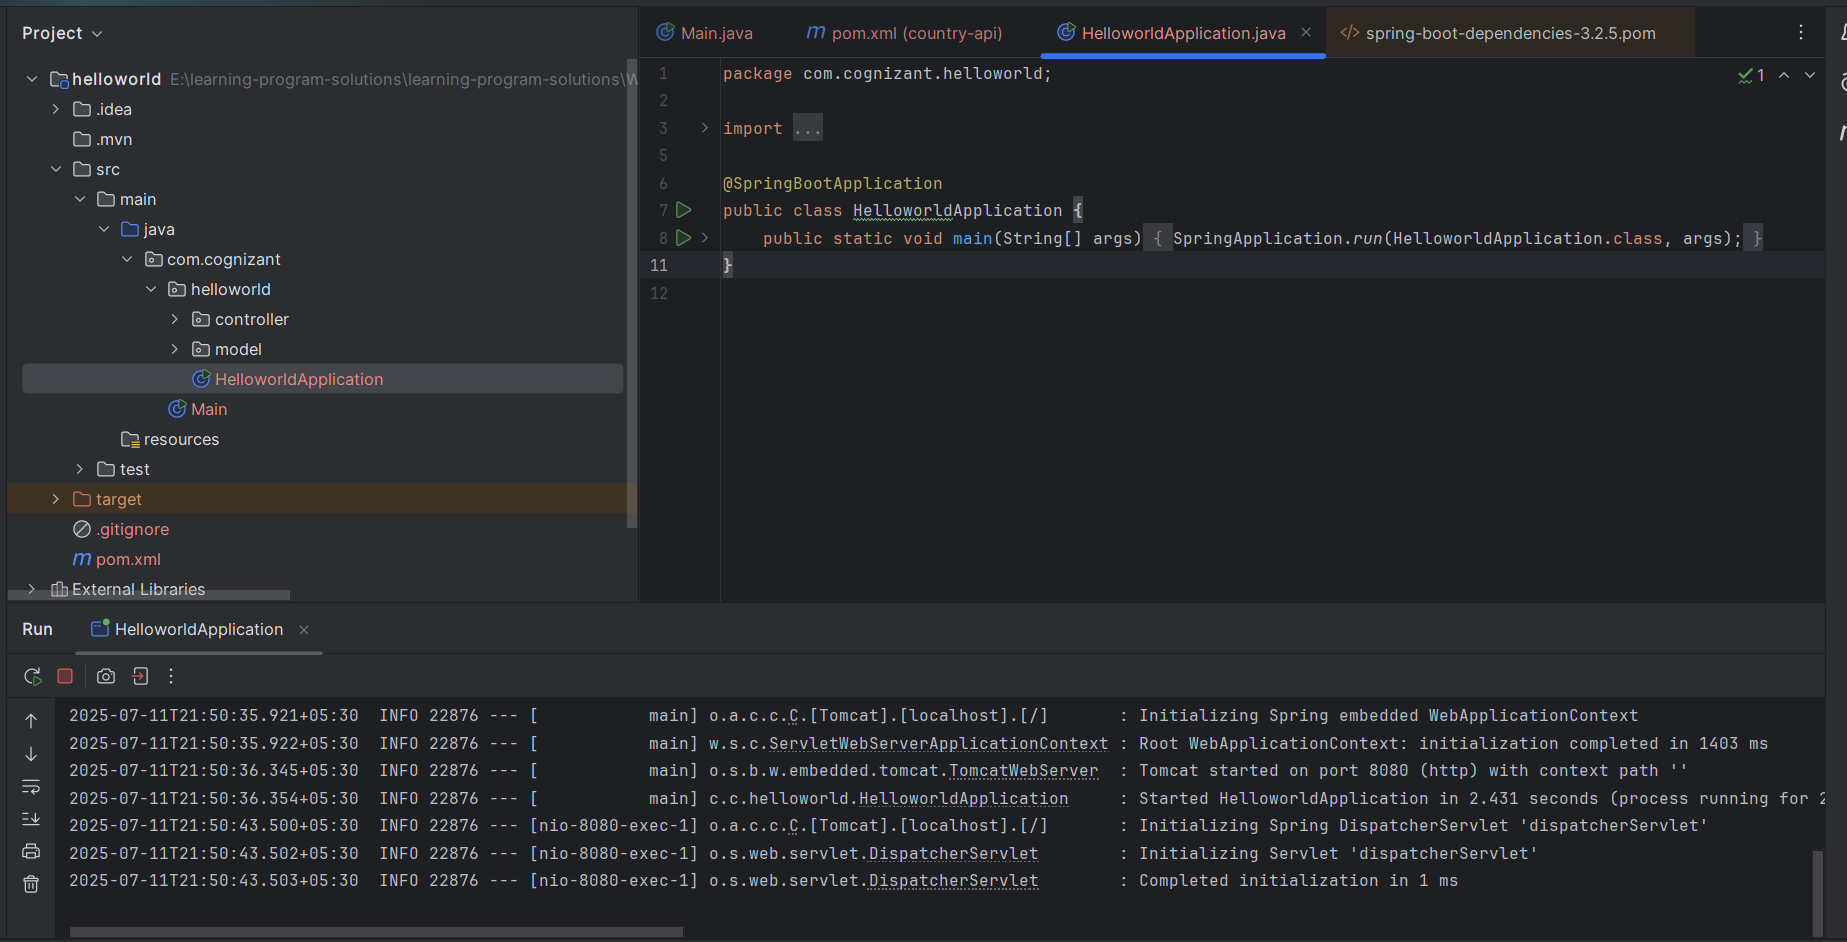 Project
helloworld E:\learning-program-solutions\learning-program-solutions\W
.idea
.mvn
src
main
java
com.cognizant
helloworld
controller
model
HelloworldApplication
Main
resources
test
target
.gitignore
pom.xml
External Libraries
Main.java
pom.xml (country-api)
HelloworldApplication.java
spring-boot-dependencies-3.2.5.pom
1 package com.cognizant.helloworld;
2
3 import ...
5
6 @SpringBootApplication
7 public class HelloworldApplication {
8 public static void main(String[] args) { SpringApplication.run(HelloworldApplication.class, args); }
11 }
12
1
Run HelloworldApplication
2025-07-11T21:50:35.921+05:30  INFO 22876 --- [           main] o.a.c.c.C.[Tomcat].[localhost].[/]       : Initializing Spring embedded WebApplicationContext
2025-07-11T21:50:35.922+05:30  INFO 22876 --- [           main] w.s.c.ServletWebServerApplicationContext : Root WebApplicationContext: initialization completed in 1403 ms
2025-07-11T21:50:36.345+05:30  INFO 22876 --- [           main] o.s.b.w.embedded.tomcat.TomcatWebServer  : Tomcat started on port 8080 (http) with context path ''
2025-07-11T21:50:36.354+05:30  INFO 22876 --- [           main] c.c.helloworld.HelloworldApplication     : Started HelloworldApplication in 2.431 seconds (process running for 2
2025-07-11T21:50:43.500+05:30  INFO 22876 --- [nio-8080-exec-1] o.a.c.c.C.[Tomcat].[localhost].[/]       : Initializing Spring DispatcherServlet 'dispatcherServlet'
2025-07-11T21:50:43.502+05:30  INFO 22876 --- [nio-8080-exec-1] o.s.web.servlet.DispatcherServlet        : Initializing Servlet 'dispatcherServlet'
2025-07-11T21:50:43.503+05:30  INFO 22876 --- [nio-8080-exec-1] o.s.web.servlet.DispatcherServlet        : Completed initialization in 1 ms